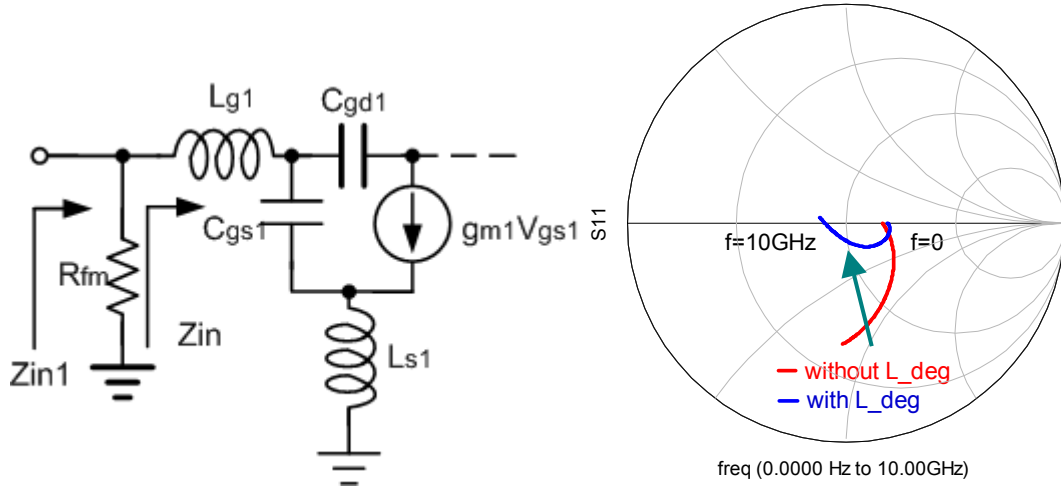 Lg1
Cgd1
Cgs1
gm1Vgs1
Rfm
Zin
Zin1
Ls1
S11
f=10GHz
f=0
without L_deg
with L_deg
freq (0.0000 Hz to 10.00GHz)